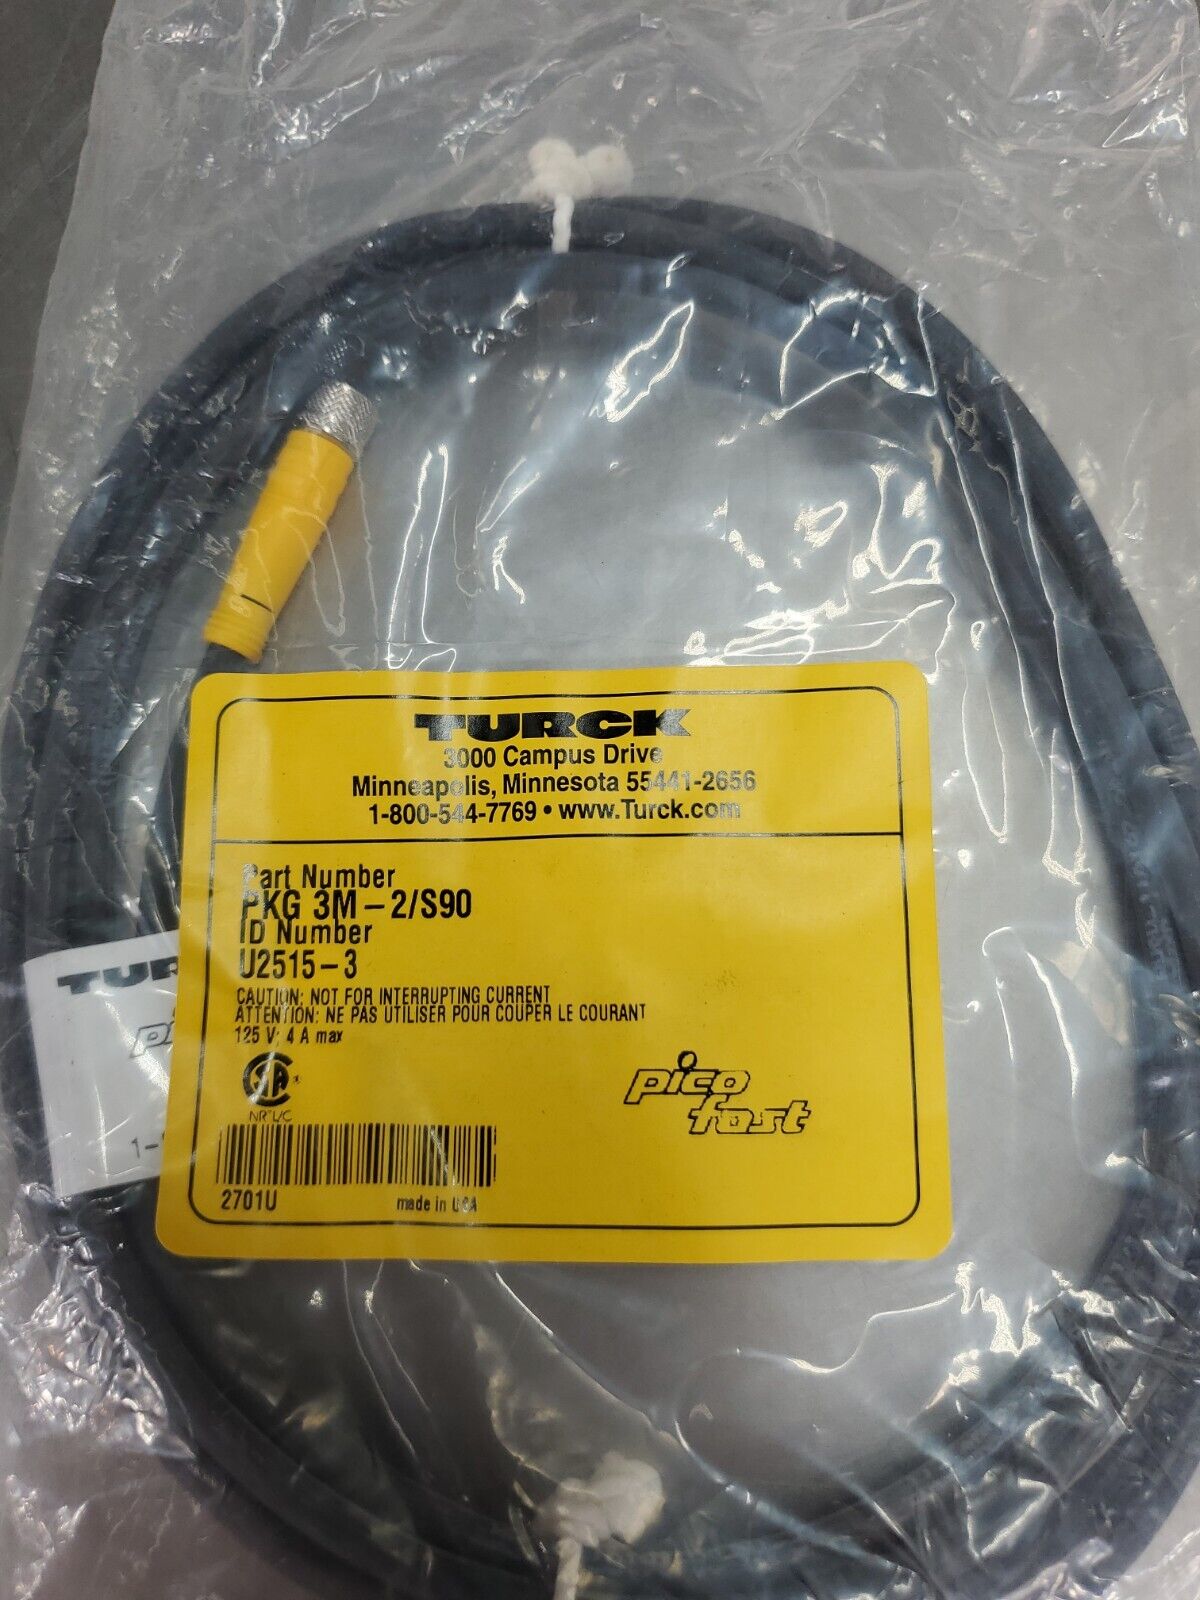 TURCK
3000 Campus Drive
Minneapolis, Minnesota 55441-2656
1-800-544-7769 • www.Turck.com
Part Number
PKG 3M-2/S90
ID Number
U2515-3
CAUTION: NOT FOR INTERRUPTING CURRENT
ATTENTION: NE PAS UTILISER POUR COUPER LE COURANT
125 V; 4 A max
NRTL/C
pico
fast
2701U
made in USA
TURCK